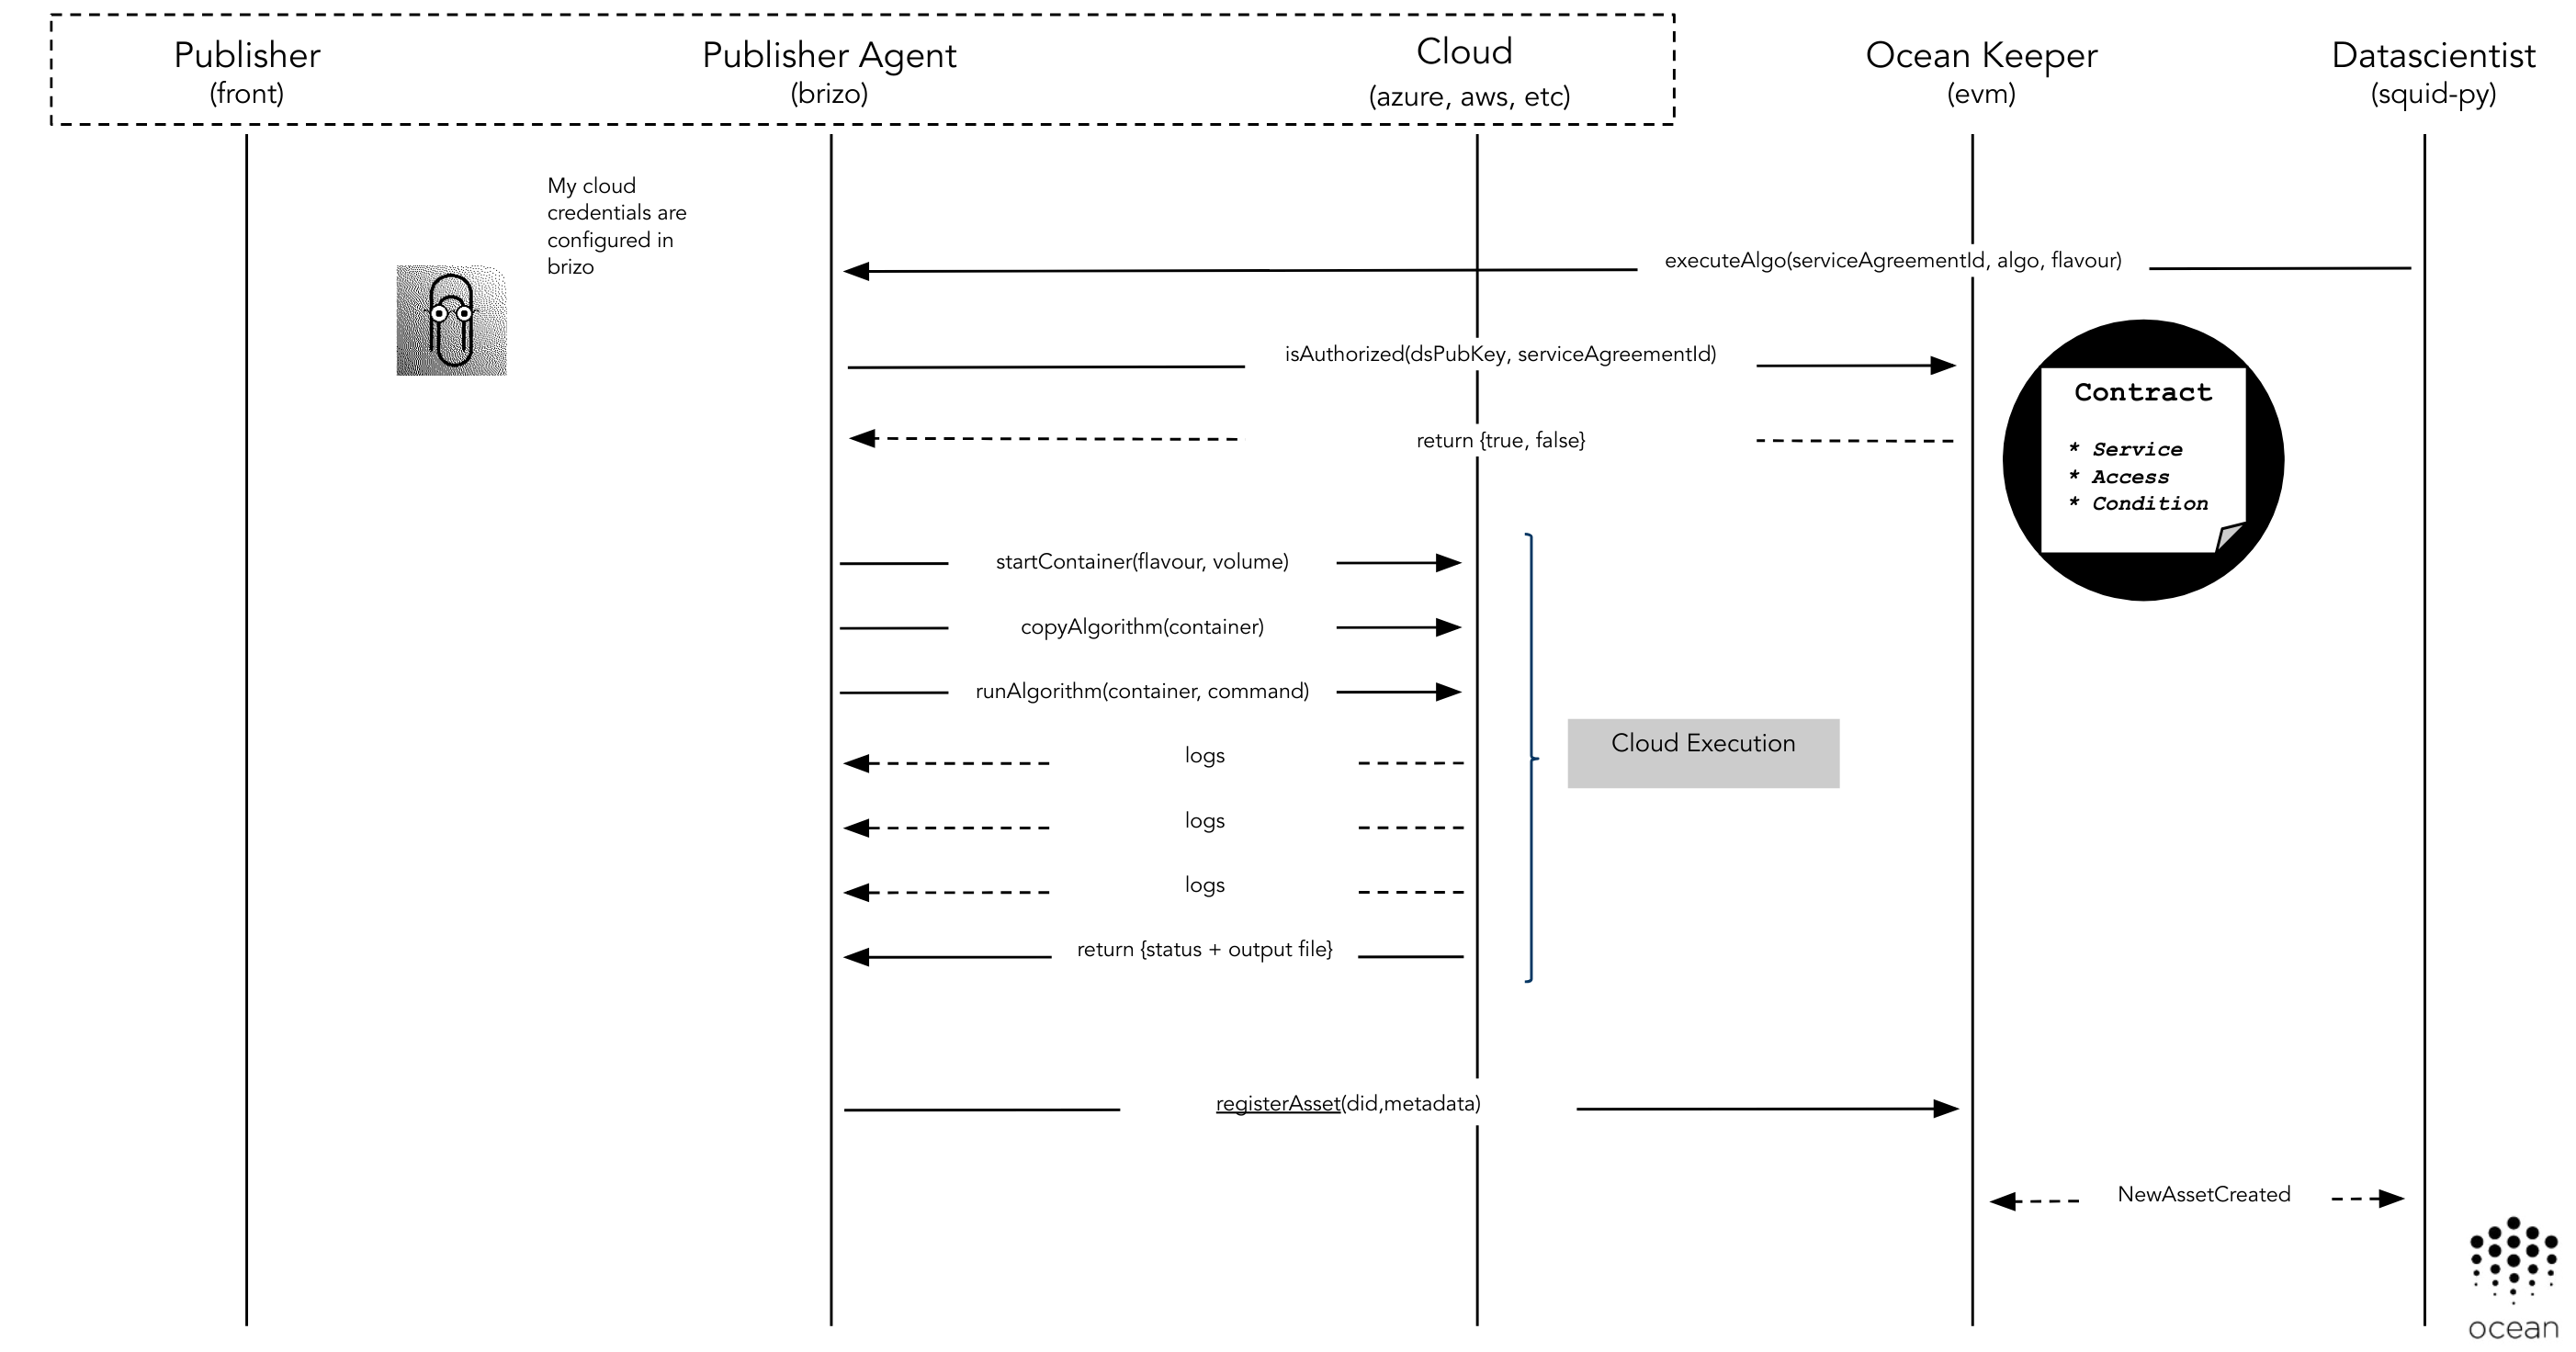 Publisher
(front)
Publisher Agent
(brizo)
Cloud
(azure, aws, etc)
Ocean Keeper
(evm)
Datascientist
(squid-py)
My cloud
credentials are
configured in
brizo
executeAlgo(serviceAgreementId, algo, flavour)
isAuthorized(dsPubKey, serviceAgreementId)
return {true, false}
Contract
* Service
* Access
* Condition
startContainer(flavour, volume)
copyAlgorithm(container)
runAlgorithm(container, command)
logs
logs
logs
return {status + output file}
Cloud Execution
registerAsset(did,metadata)
NewAssetCreated
ocean